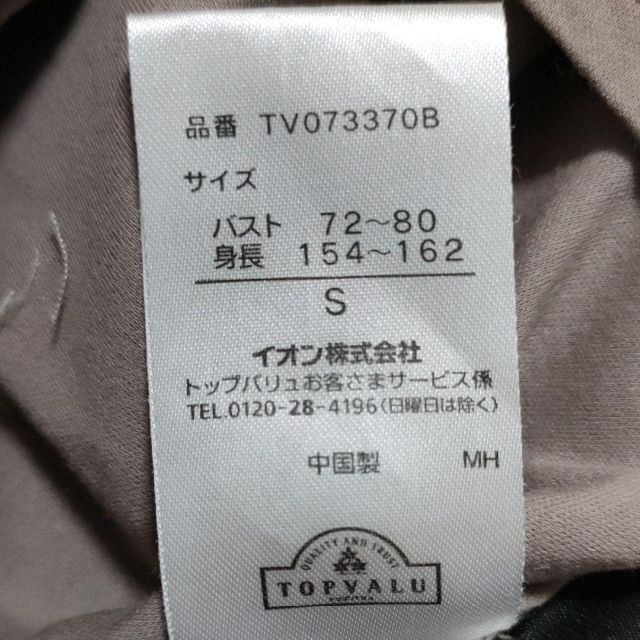 品番 TV073370B
サイズ
バスト 72～80
身長 154～162
S
イオン株式会社
トップバリュお客さまサービス係
TEL.0120-28-4196(日曜日は除く)
中国製 MH
QUALITY AND TRUST
TOPVALU